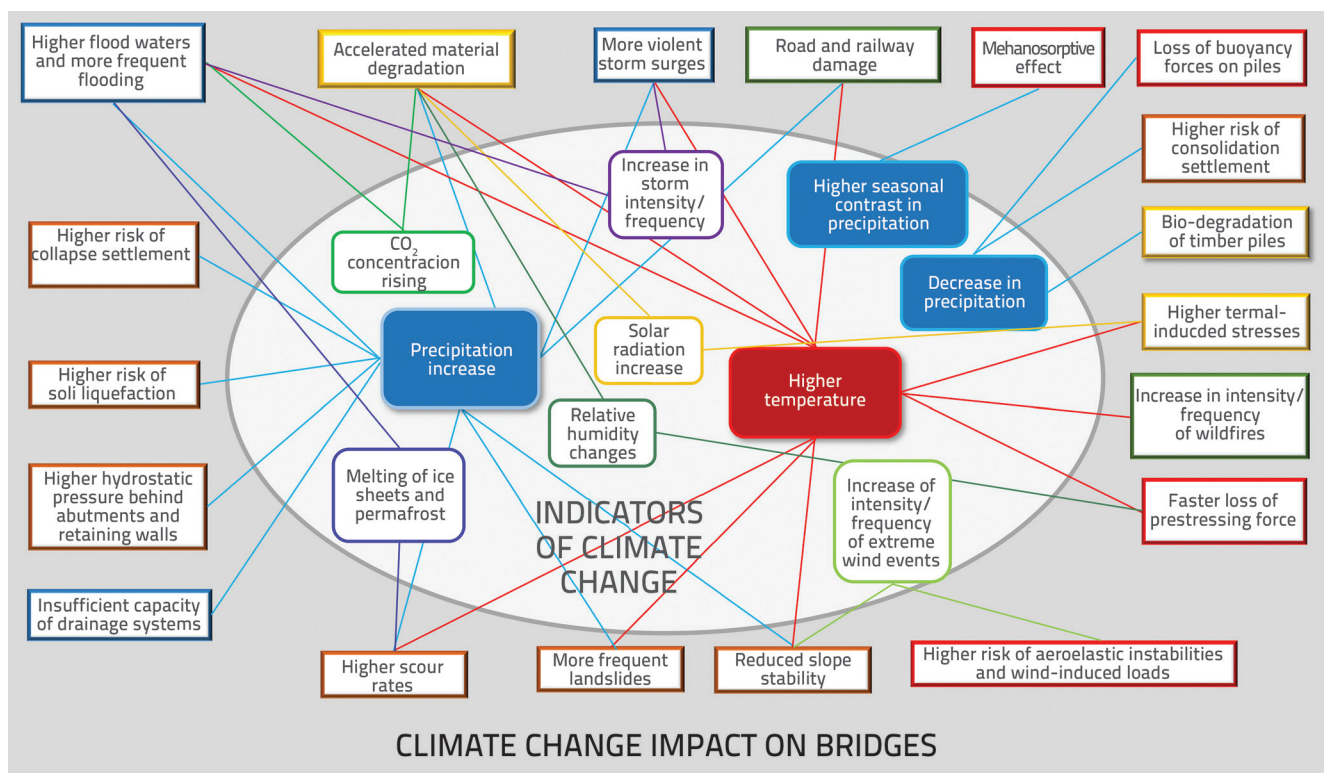 Higher flood waters
and more frequent
flooding
Accelerated material
degradation
More violent
storm surges
Road and railway
damage
Mehanosorptive
effect
Loss of buoyancy
forces on piles
Higher risk of
consolidation
settlement
Increase in
storm
intensity/
frequency
Higher seasonal
contrast in
precipitation
Bio-degradation
of timber piles
Higher risk of
collapse settlement
CO2
concentracion
rising
Decrease in
precipitation
Higher termal-
inducded stresses
Precipitation
increase
Solar
radiation
increase
Higher
temperature
Higher risk of
soli liquefaction
Relative
humidity
changes
Increase in intensity/
frequency
of wildfires
Higher hydrostatic
pressure behind
abutments and
retaining walls
Melting of ice
sheets and
permafrost
INDICATORS
OF CLIMATE
CHANGE
Increase of
intensity/
frequency
of extreme
wind events
Faster loss of
prestressing force
Insufficient capacity
of drainage systems
Higher scour
rates
More frequent
landslides
Reduced slope
stability
Higher risk of aeroelastic instabilities
and wind-induced loads
CLIMATE CHANGE IMPACT ON BRIDGES